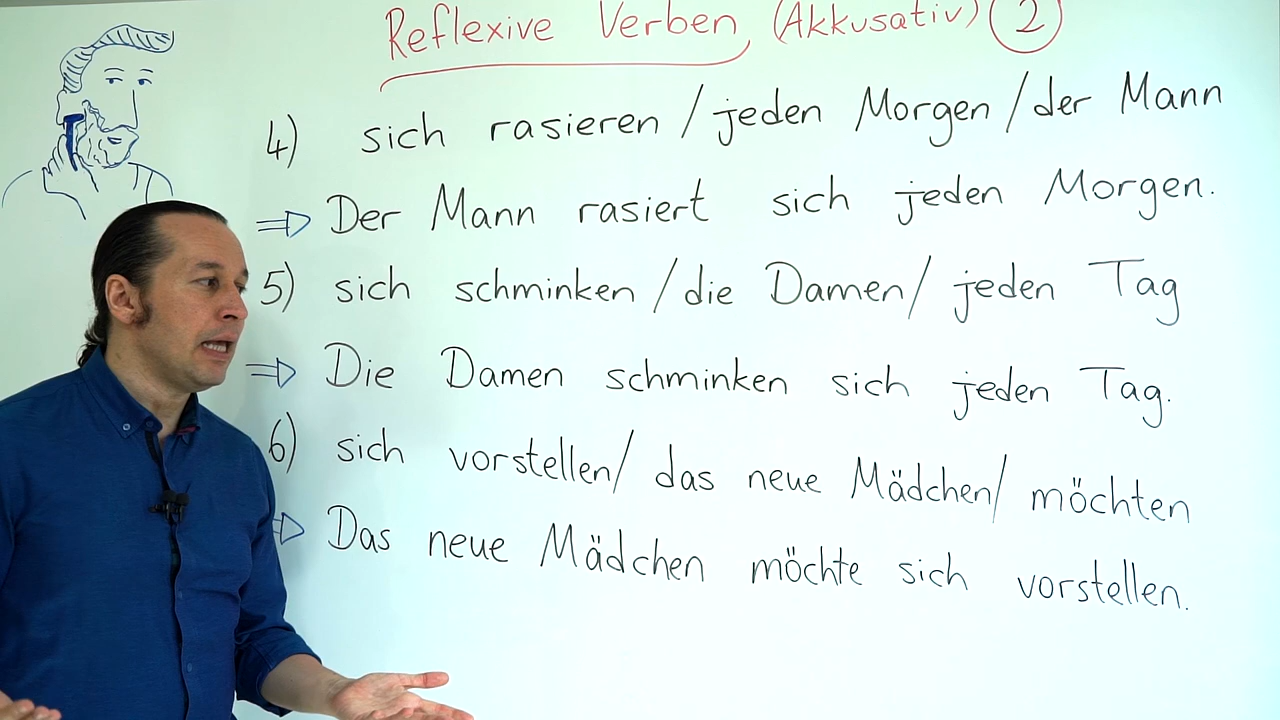 Reflexive Verben (Akkusativ) 2
4) sich rasieren / jeden Morgen / der Mann
⇒ Der Mann rasiert sich jeden Morgen.
5) sich schminken / die Damen / jeden Tag
⇒ Die Damen schminken sich jeden Tag.
6) sich vorstellen / das neue Mädchen / möchten
⇒ Das neue Mädchen möchte sich vorstellen.